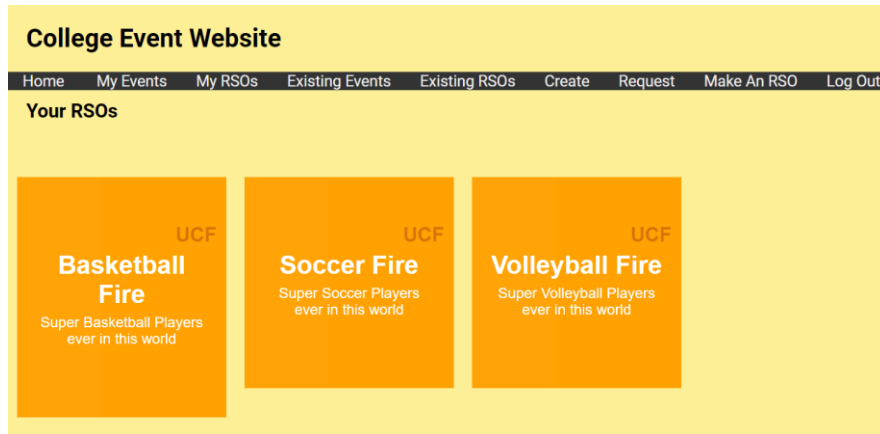 College Event Website
Home My Events My RSOs Existing Events Existing RSOs Create Request Make An RSO Log Out
Your RSOs
UCF
Basketball
Fire
Super Basketball Players
ever in this world
UCF
Soccer Fire
Super Soccer Players
ever in this world
UCF
Volleyball Fire
Super Volleyball Players
ever in this world